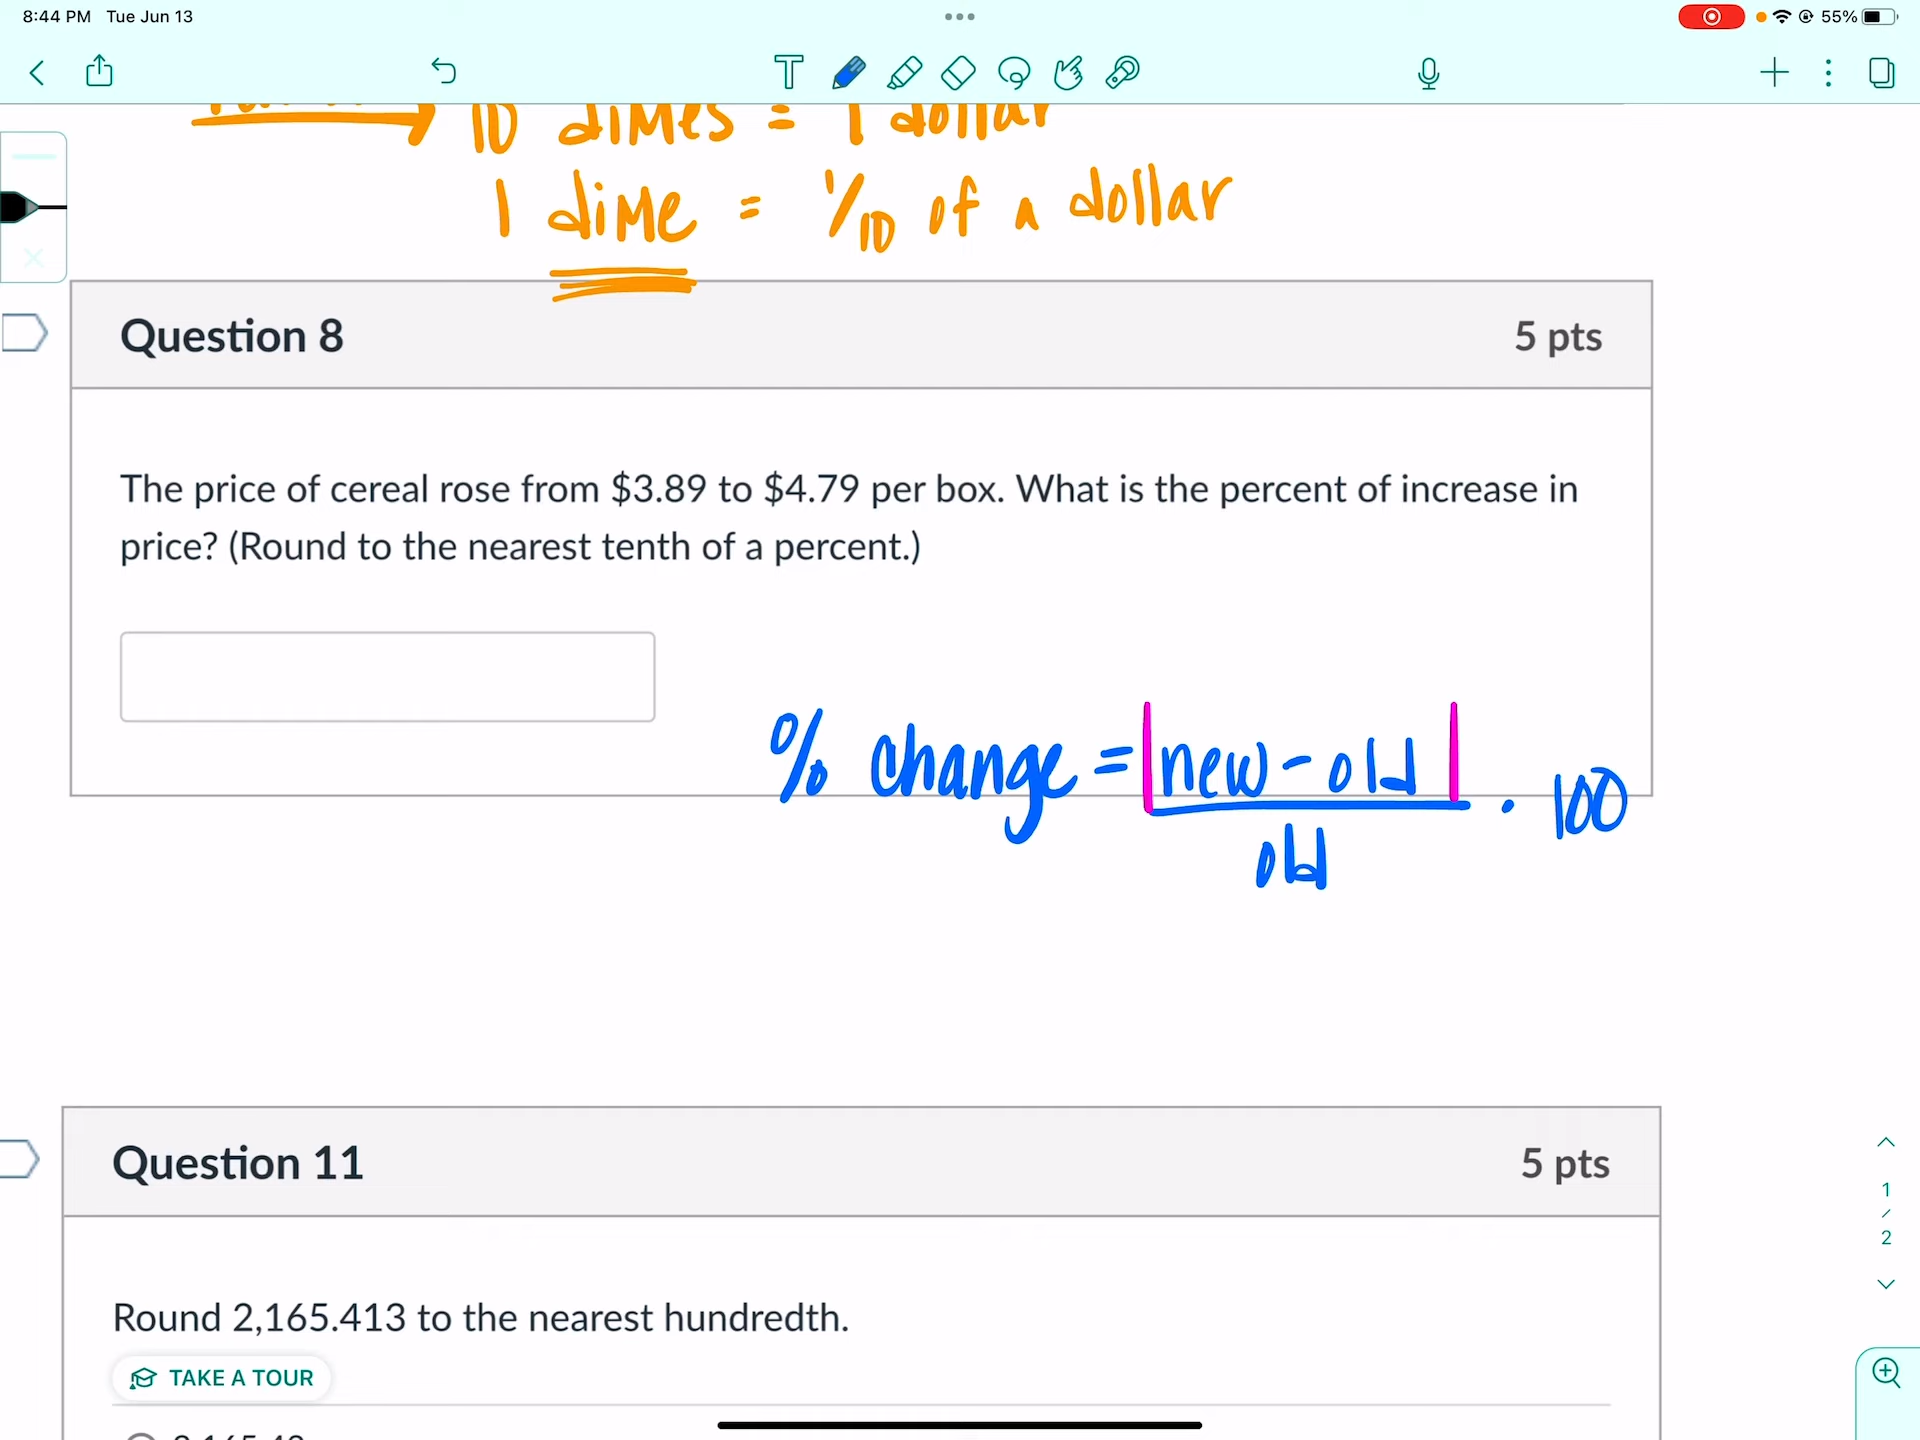 8:44 PM Tue Jun 13
55%
10 dimes = 1 dollar
1 dime = 1/10 of a dollar
Question 8
5 pts
The price of cereal rose from $3.89 to $4.79 per box. What is the percent of increase in
price? (Round to the nearest tenth of a percent.)
% change = |new - old|
old
· 100
Question 11
5 pts
1
/
2
Round 2,165.413 to the nearest hundredth.
TAKE A TOUR